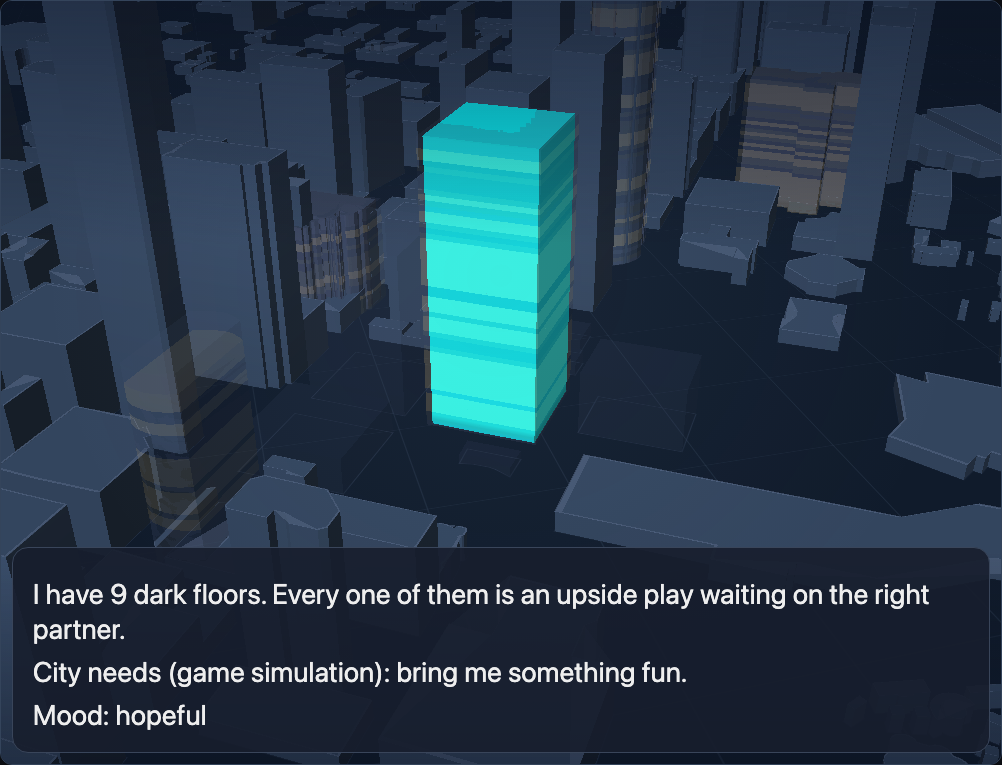 I have 9 dark floors. Every one of them is an upside play waiting on the right
partner.
City needs (game simulation): bring me something fun.
Mood: hopeful